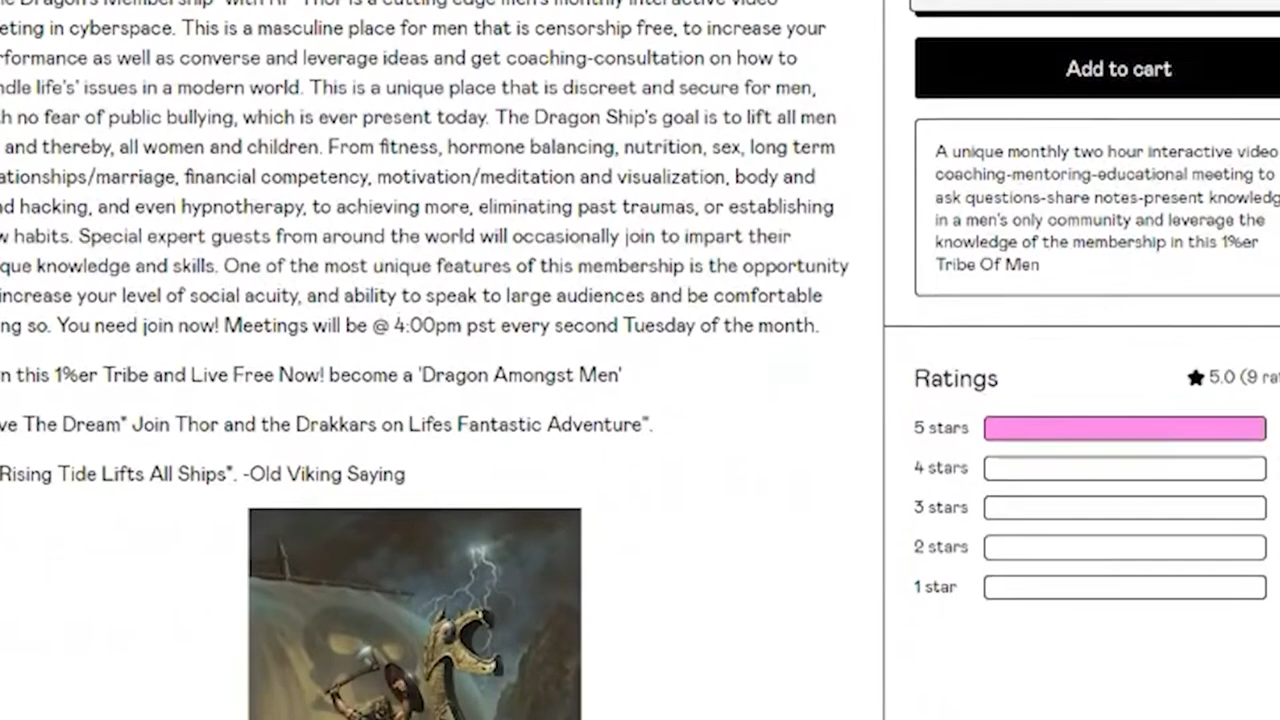 eting in cyberspace. This is a masculine place for men that is censorship free, to increase your
rformance as well as converse and leverage ideas and get coaching-consultation on how to
ndle life's' issues in a modern world. This is a unique place that is discreet and secure for men,
h no fear of public bullying, which is ever present today. The Dragon Ship's goal is to lift all men
and thereby, all women and children. From fitness, hormone balancing, nutrition, sex, long term
ationships/marriage, financial competency, motivation/meditation and visualization, body and
d hacking, and even hypnotherapy, to achieving more, eliminating past traumas, or establishing
w habits. Special expert guests from around the world will occasionally join to impart their
que knowledge and skills. One of the most unique features of this membership is the opportunity
increase your level of social acuity, and ability to speak to large audiences and be comfortable
ng so. You need join now! Meetings will be @ 4:00pm pst every second Tuesday of the month.
n this 1%er Tribe and Live Free Now! become a 'Dragon Amongst Men'
ve The Dream" Join Thor and the Drakkars on Lifes Fantastic Adventure".
Rising Tide Lifts All Ships". -Old Viking Saying
Add to cart
A unique monthly two hour interactive video
coaching-mentoring-educational meeting to
ask questions-share notes-present knowledg
in a men's only community and leverage the
knowledge of the membership in this 1%er
Tribe Of Men
Ratings ★ 5.0 (9 rat
5 stars
4 stars
3 stars
2 stars
1 star